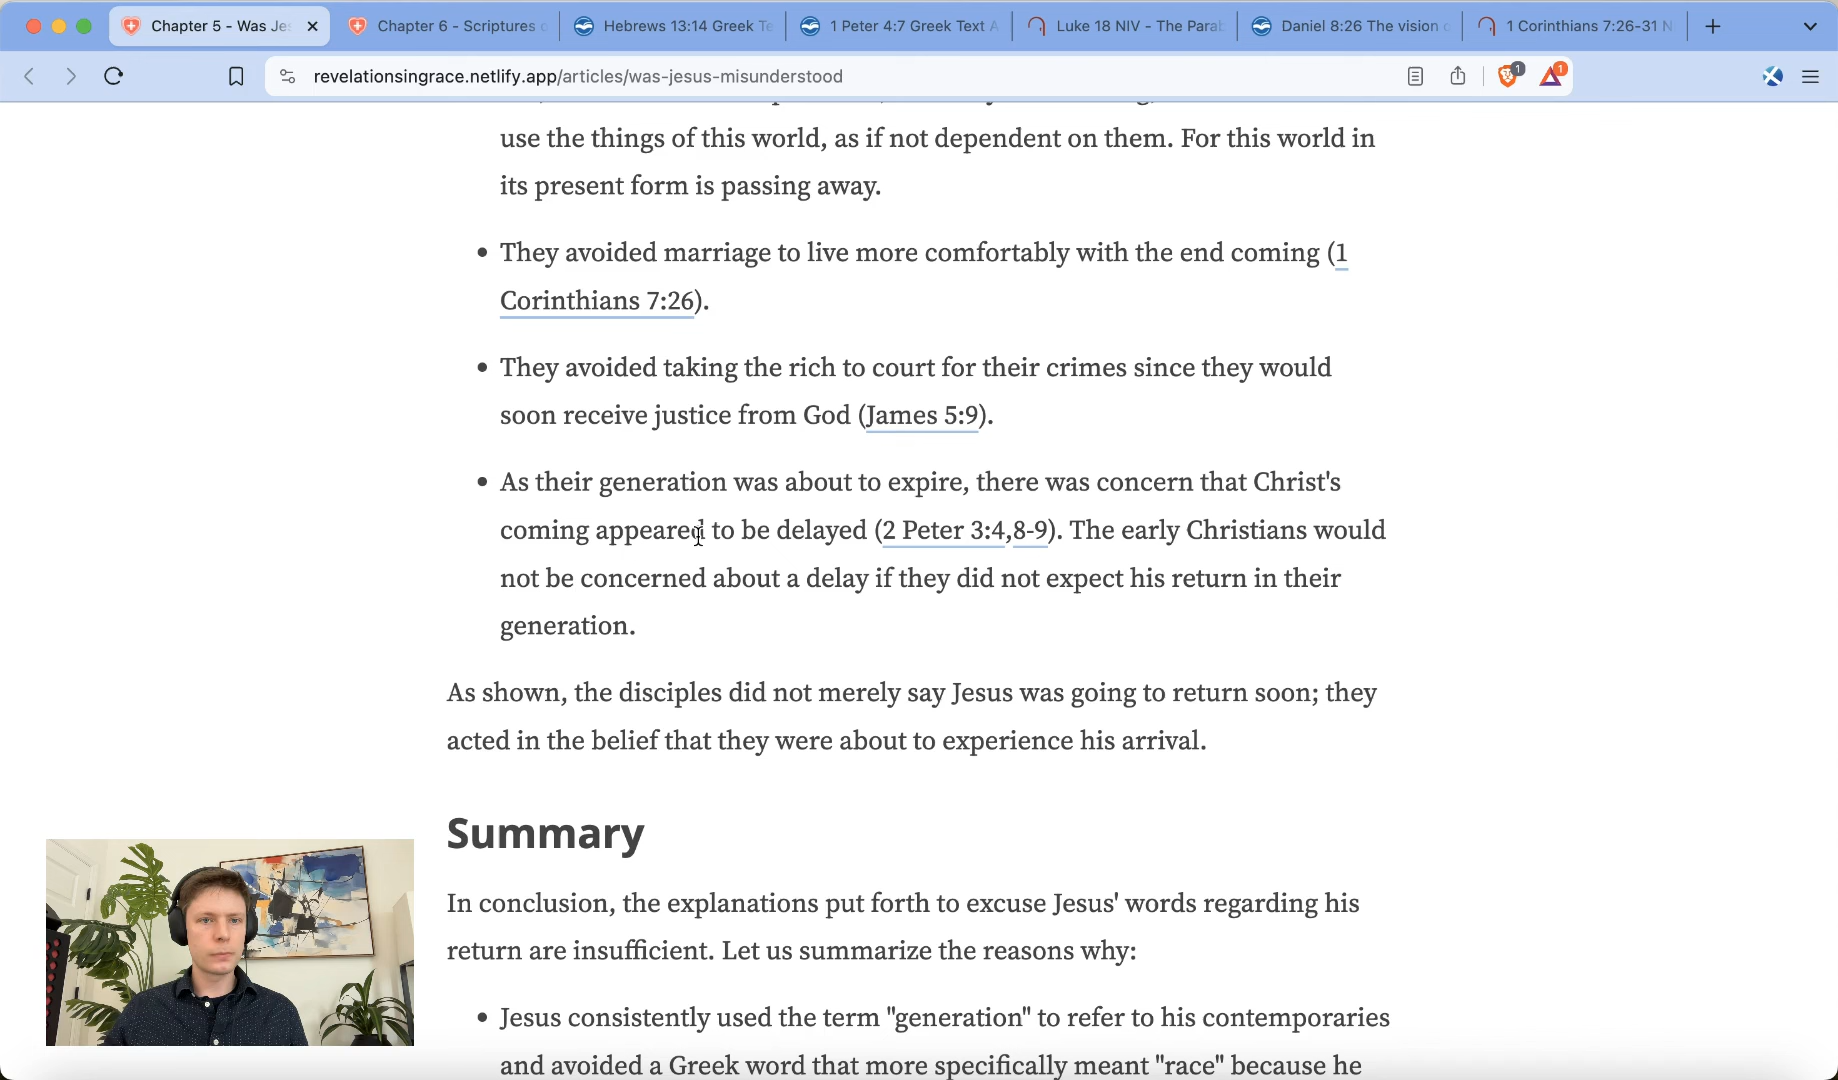 Chapter 5 - Was Je
Chapter 6 - Scriptures
Hebrews 13:14 Greek Te
1 Peter 4:7 Greek Text A
Luke 18 NIV - The Parab
Daniel 8:26 The vision
1 Corinthians 7:26-31 N
revelationsingrace.netlify.app/articles/was-jesus-misunderstood
1
1
use the things of this world, as if not dependent on them. For this world in
its present form is passing away.
• They avoided marriage to live more comfortably with the end coming (1
Corinthians 7:26).
• They avoided taking the rich to court for their crimes since they would
soon receive justice from God (James 5:9).
• As their generation was about to expire, there was concern that Christ's
coming appeared to be delayed (2 Peter 3:4,8-9). The early Christians would
not be concerned about a delay if they did not expect his return in their
generation.
As shown, the disciples did not merely say Jesus was going to return soon; they
acted in the belief that they were about to experience his arrival.
Summary
In conclusion, the explanations put forth to excuse Jesus' words regarding his
return are insufficient. Let us summarize the reasons why:
• Jesus consistently used the term "generation" to refer to his contemporaries
and avoided a Greek word that more specifically meant "race" because he